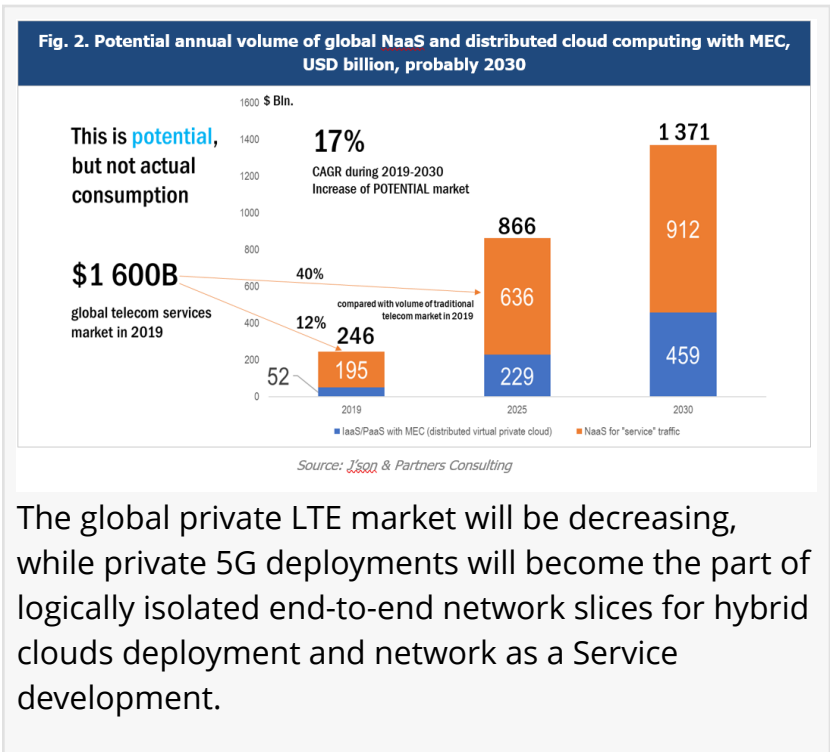 Fig. 2. Potential annual volume of global NaaS and distributed cloud computing with MEC,
USD billion, probably 2030
1600 $ Bln.
This is potential,
but not actual
consumption
17%
CAGR during 2019-2030
Increase of POTENTIAL market
1400
1200
1000
800
600
400
200
0
$1 600B
global telecom services
market in 2019
40%
12%
compared with volume of traditional
telecom market in 2019
246
195
52
866
636
229
1 371
912
459
2019
2025
2030
IaaS/PaaS with MEC (distributed virtual private cloud)
NaaS for "service" traffic
Source: J'son & Partners Consulting
The global private LTE market will be decreasing,
while private 5G deployments will become the part of
logically isolated end-to-end network slices for hybrid
clouds deployment and network as a Service
development.